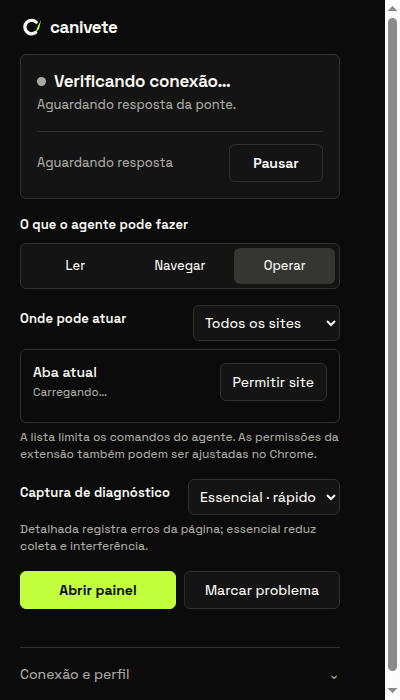 canivete
Verificando conexão...
Aguardando resposta da ponte.
Aguardando resposta
Pausar
O que o agente pode fazer
Ler
Navegar
Operar
Onde pode atuar
Todos os sites
Aba atual
Carregando...
Permitir site
A lista limita os comandos do agente. As permissões da
extensão também podem ser ajustadas no Chrome.
Captura de diagnóstico
Essencial · rápido
Detalhada registra erros da página; essencial reduz
coleta e interferência.
Abrir painel
Marcar problema
Conexão e perfil